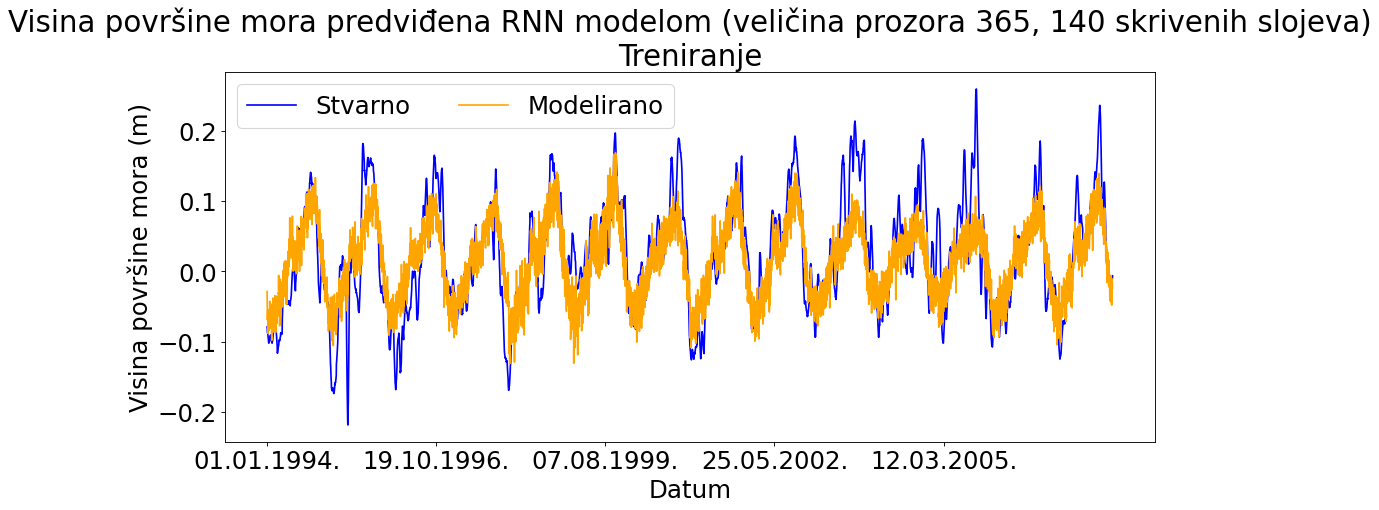 Visina površine mora predviđena RNN modelom (veličina prozora 365, 140 skrivenih slojeva)
Treniranje
Stvarno Modelirano
Visina površine mora (m)
0.2
0.1
0.0
−0.1
−0.2
01.01.1994. 19.10.1996. 07.08.1999. 25.05.2002. 12.03.2005.
Datum